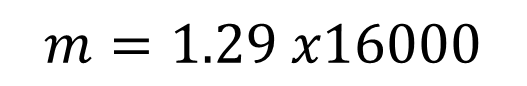 m = 1.29 x16000